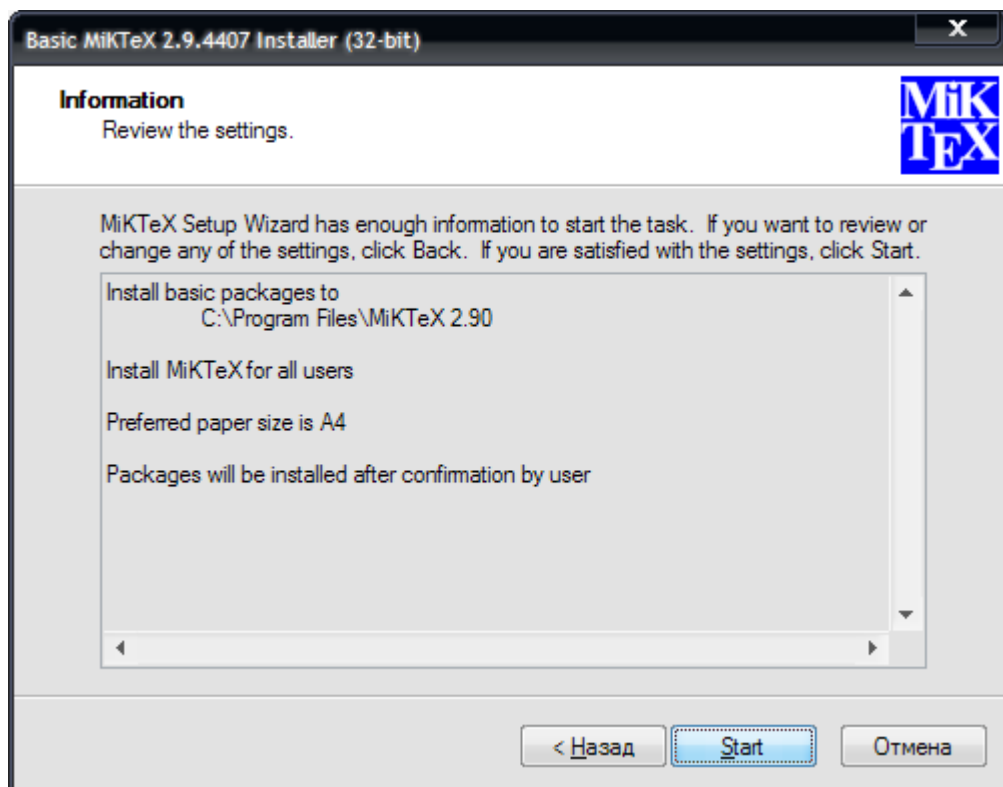 Basic MiKTeX 2.9.4407 Installer (32-bit)
X
Information
Review the settings.
MiK
TEX
MiKTeX Setup Wizard has enough information to start the task.  If you want to review or
change any of the settings, click Back.  If you are satisfied with the settings, click Start.
Install basic packages to
C:\Program Files\MiKTeX 2.90
Install MiKTeX for all users
Preferred paper size is A4
Packages will be installed after confirmation by user
< Назад
Start
Отмена